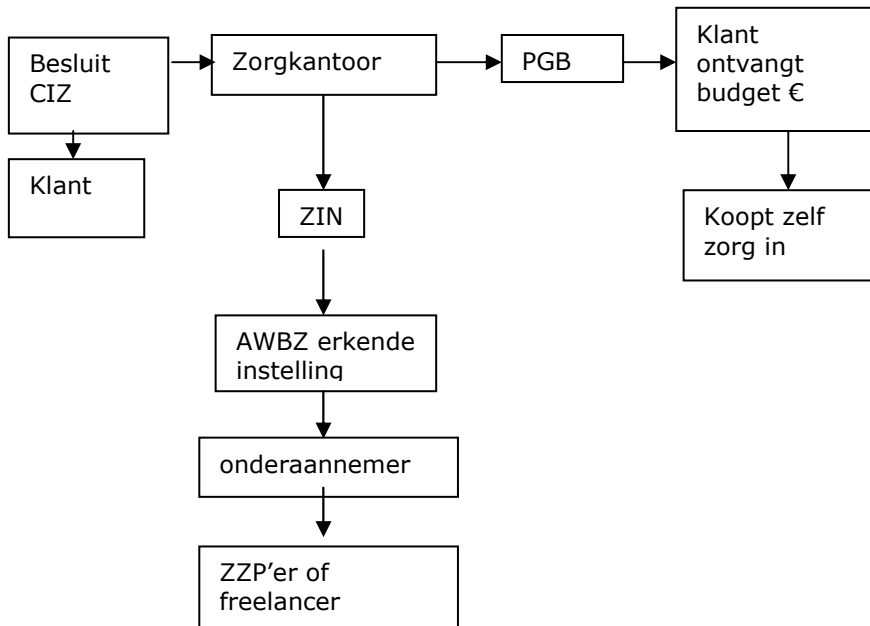 Besluit
CIZ
Zorgkantoor
PGB
Klant
ontvangt
budget €
Klant
ZIN
Koopt zelf
zorg in
AWBZ erkende
instelling
onderaannemer
ZZP’er of
freelancer